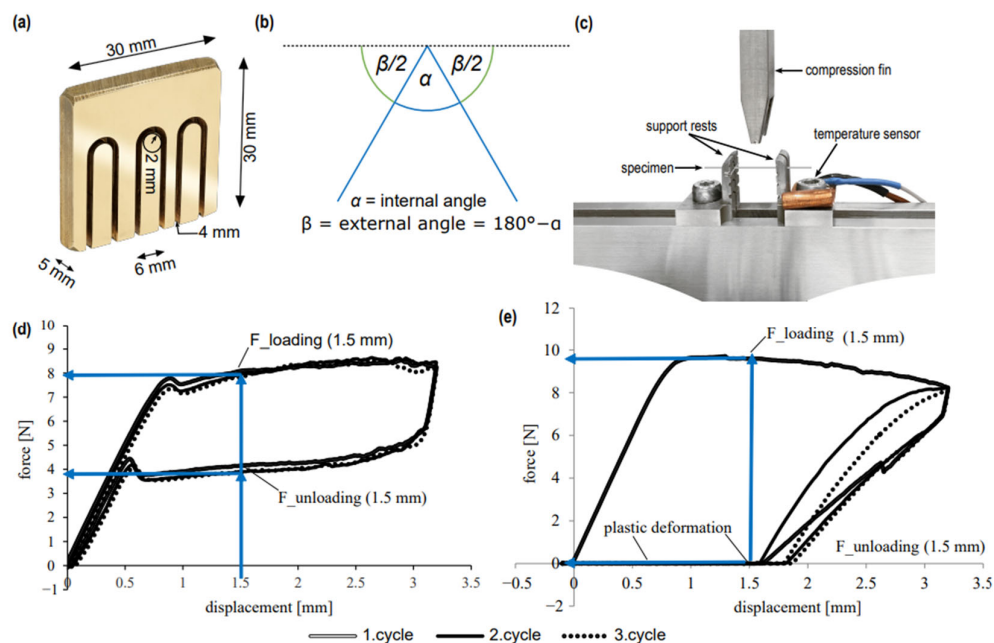 (a)
30 mm
30 mm
2 mm
4 mm
6 mm
5 mm
(b)
β/2
α
β/2
α = internal angle
β = external angle = 180°−α
(c)
compression fin
support rests
temperature sensor
specimen
(d)
10
9
8
7
6
5
4
3
2
1
0
−1
force [N]
F_loading (1.5 mm)
F_unloading (1.5 mm)
0
0.5
1
1.5
2
2.5
3
3.5
displacement [mm]
(e)
12
10
8
6
4
2
0
−2
force [N]
F_loading (1.5 mm)
plastic deformation
F_unloading (1.5 mm)
−0.5
0
0.5
1
1.5
2
2.5
3
3.5
displacement [mm]
1.cycle
2.cycle
3.cycle